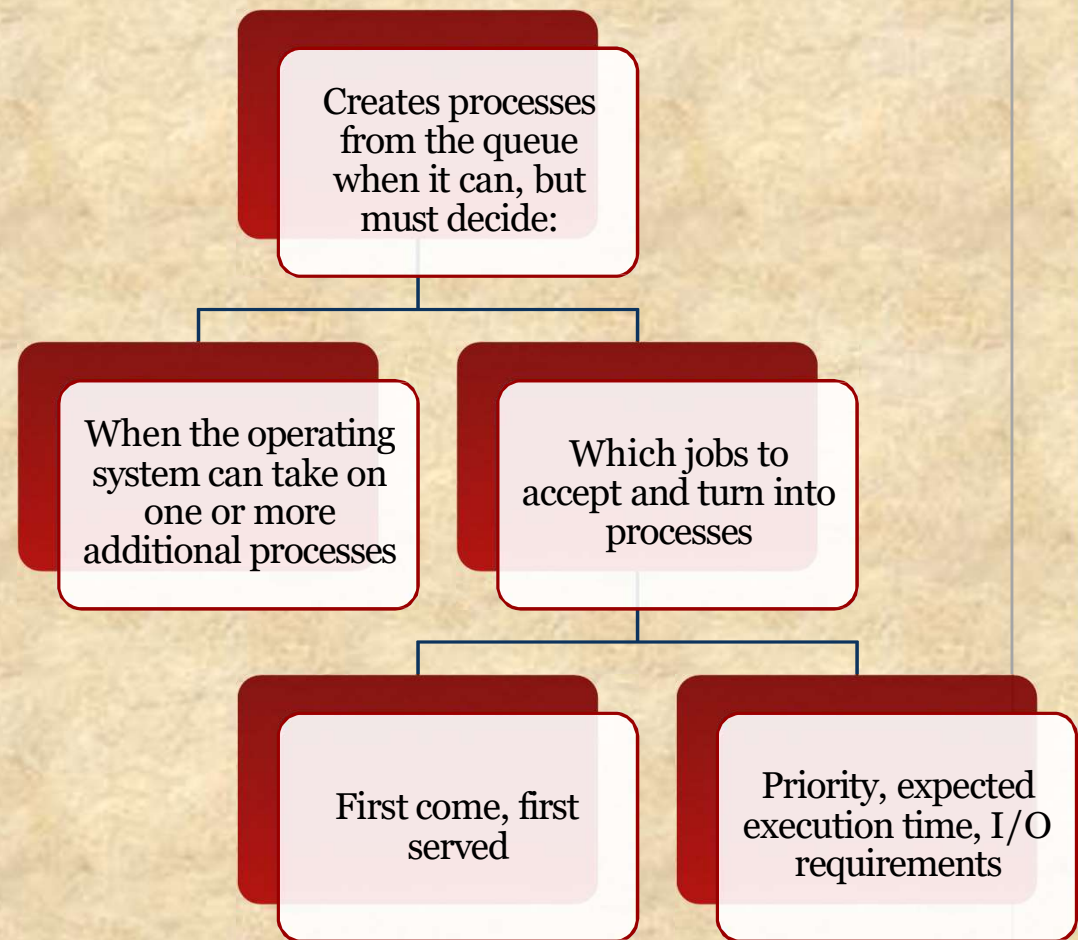 Creates processes
from the queue
when it can, but
must decide:
When the operating
system can take on
one or more
additional processes
Which jobs to
accept and turn into
processes
First come, first
served
Priority, expected
execution time, I/O
requirements